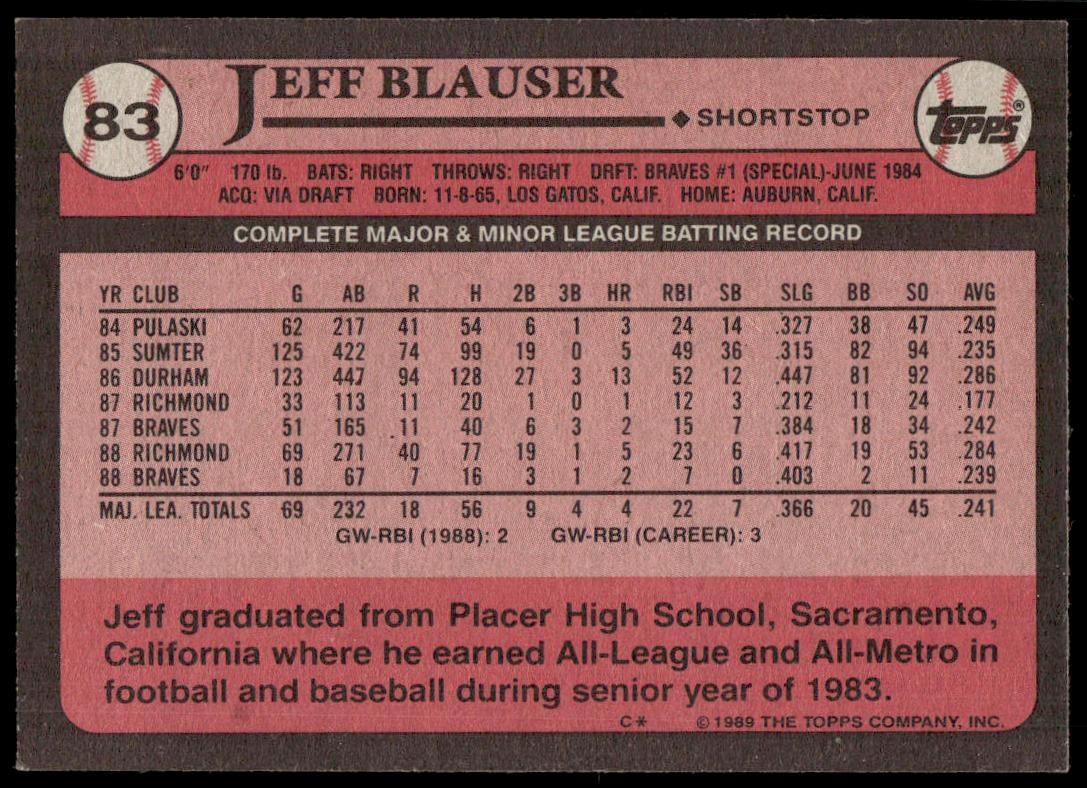 83
JEFF BLAUSER
◆ SHORTSTOP
TOPPS®
6'0" 170 lb. BATS: RIGHT THROWS: RIGHT DRFT: BRAVES #1 (SPECIAL)-JUNE 1984
ACQ: VIA DRAFT BORN: 11-8-65, LOS GATOS, CALIF. HOME: AUBURN, CALIF.
COMPLETE MAJOR & MINOR LEAGUE BATTING RECORD
YR CLUB G AB R H 2B 3B HR RBI SB SLG BB SO AVG
84 PULASKI 62 217 41 54 6 1 3 24 14 .327 38 47 .249
85 SUMTER 125 422 74 99 19 0 5 49 36 .315 82 94 .235
86 DURHAM 123 447 94 128 27 3 13 52 12 .447 81 92 .286
87 RICHMOND 33 113 11 20 1 0 1 12 3 .212 11 24 .177
87 BRAVES 51 165 11 40 6 3 2 15 7 .384 18 34 .242
88 RICHMOND 69 271 40 77 19 1 5 23 6 .417 19 53 .284
88 BRAVES 18 67 7 16 3 1 2 7 0 .403 2 11 .239
MAJ. LEA. TOTALS 69 232 18 56 9 4 4 22 7 .366 20 45 .241
GW-RBI (1988): 2 GW-RBI (CAREER): 3
Jeff graduated from Placer High School, Sacramento,
California where he earned All-League and All-Metro in
football and baseball during senior year of 1983.
C* © 1989 THE TOPPS COMPANY, INC.